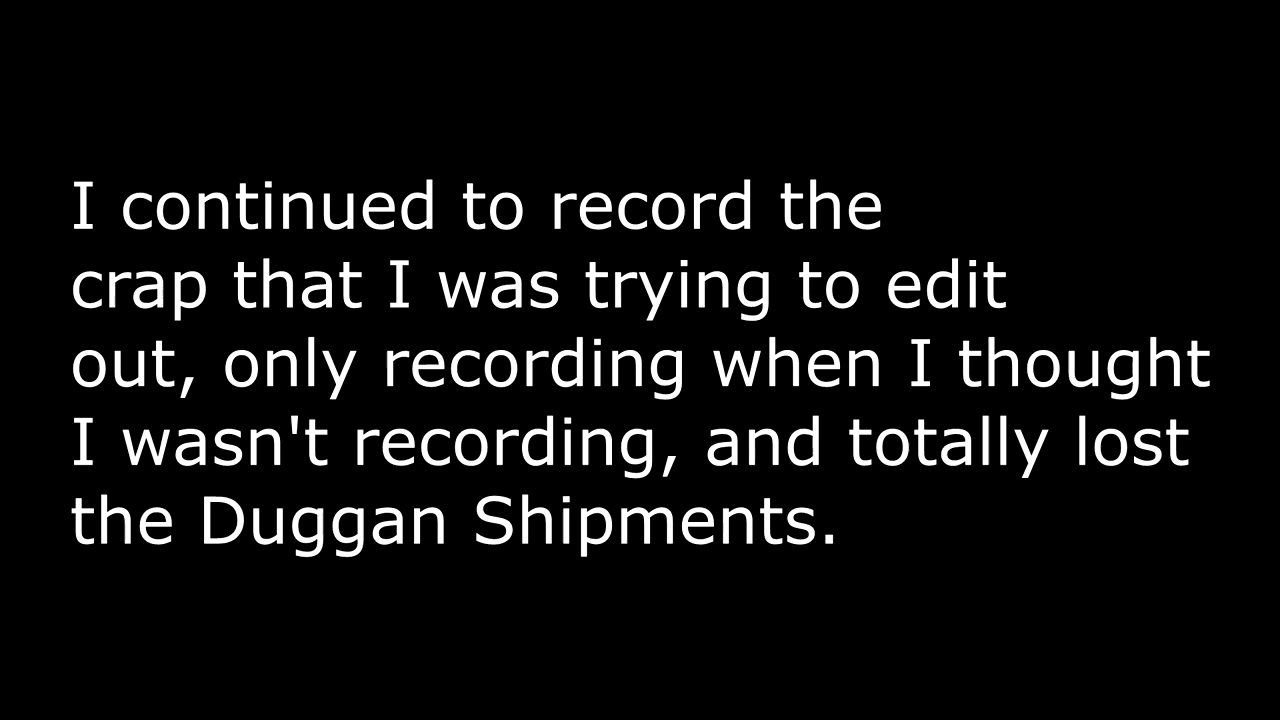 I continued to record the
crap that I was trying to edit
out, only recording when I thought
I wasn't recording, and totally lost
the Duggan Shipments.